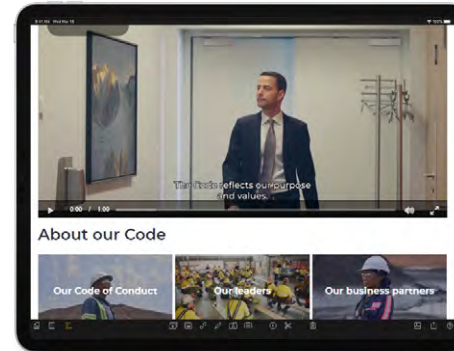 The Code reflects our purpose
and values.
0:00 / 1:00
About our Code
Our Code of Conduct
Our leaders
Our business partners